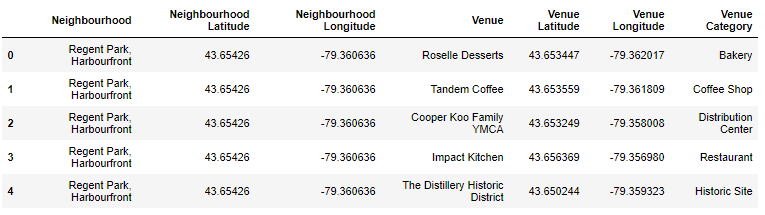 Neighbourhood Neighbourhood Latitude Neighbourhood Longitude Venue Venue Latitude Venue Longitude Venue Category
0 Regent Park, Harbourfront 43.65426 -79.360636 Roselle Desserts 43.653447 -79.362017 Bakery
1 Regent Park, Harbourfront 43.65426 -79.360636 Tandem Coffee 43.653559 -79.361809 Coffee Shop
2 Regent Park, Harbourfront 43.65426 -79.360636 Cooper Koo Family YMCA 43.653249 -79.358008 Distribution Center
3 Regent Park, Harbourfront 43.65426 -79.360636 Impact Kitchen 43.656369 -79.356980 Restaurant
4 Regent Park, Harbourfront 43.65426 -79.360636 The Distillery Historic District 43.650244 -79.359323 Historic Site